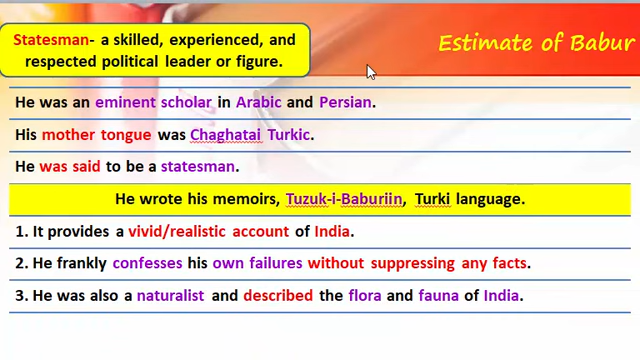 Statesman- a skilled, experienced, and
respected political leader or figure.
Estimate of Babur
He was an eminent scholar in Arabic and Persian.
His mother tongue was Chaghatai Turkic.
He was said to be a statesman.
He wrote his memoirs, Tuzuk-i-Baburiin, Turki language.
1. It provides a vivid/realistic account of India.
2. He frankly confesses his own failures without suppressing any facts.
3. He was also a naturalist and described the flora and fauna of India.